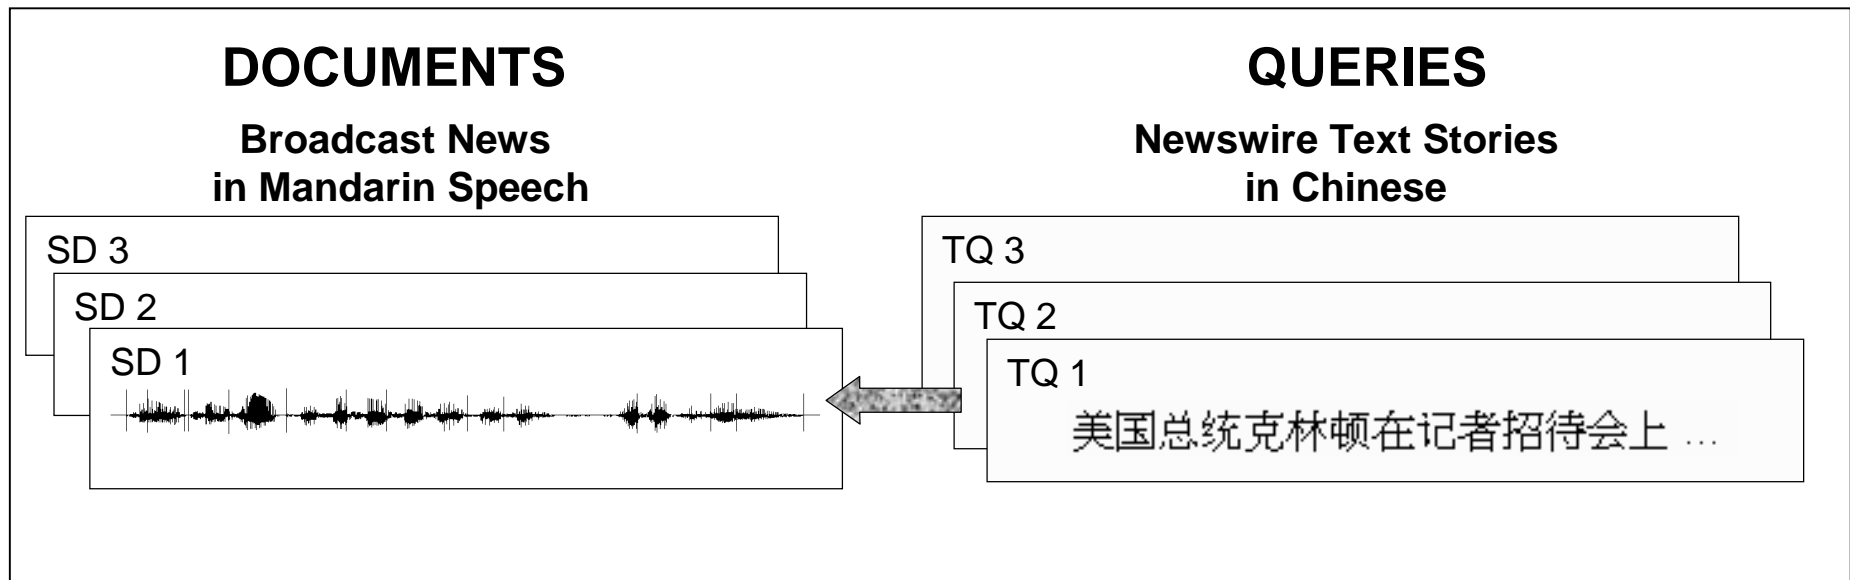 DOCUMENTS
Broadcast News
in Mandarin Speech
SD 3
SD 2
SD 1
QUERIES
Newswire Text Stories
in Chinese
TQ 3
TQ 2
TQ 1
美国总统克林顿在记者招待会上 ...